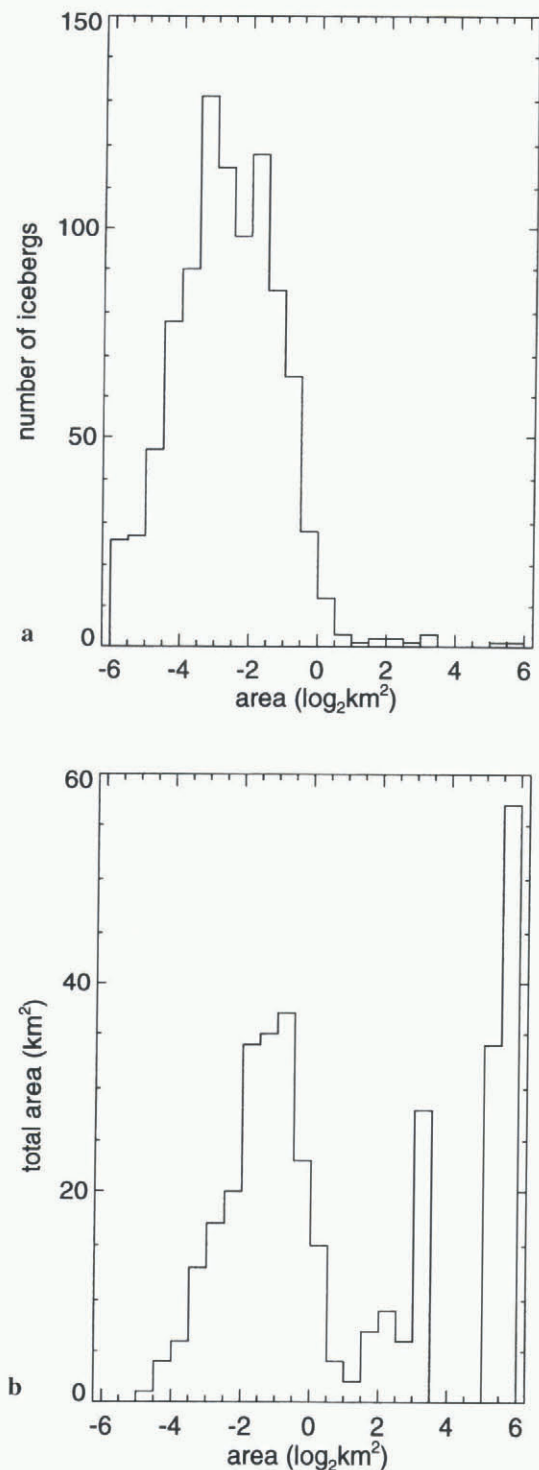 150
100
50
0
number of icebergs
-6 -4 -2 0 2 4 6
area (log₂km²)
a
60
40
20
0
total area (km²)
-6 -4 -2 0 2 4 6
area (log₂km²)
b